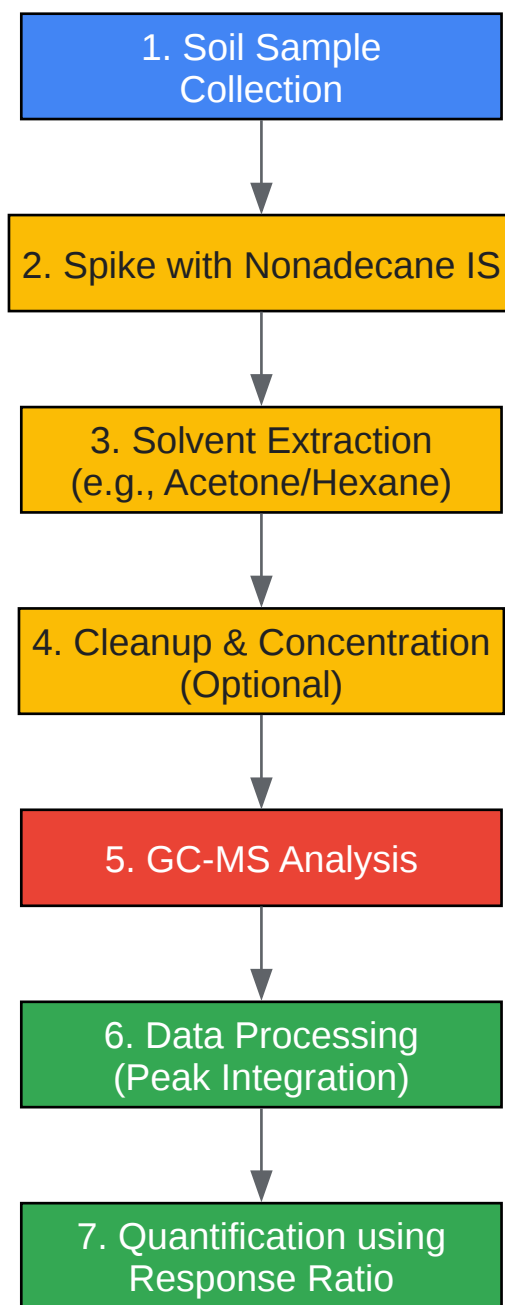 1. Soil Sample
Collection
2. Spike with Nonadecane IS
3. Solvent Extraction
(e.g., Acetone/Hexane)
4. Cleanup & Concentration
(Optional)
5. GC-MS Analysis
6. Data Processing
(Peak Integration)
7. Quantification using
Response Ratio